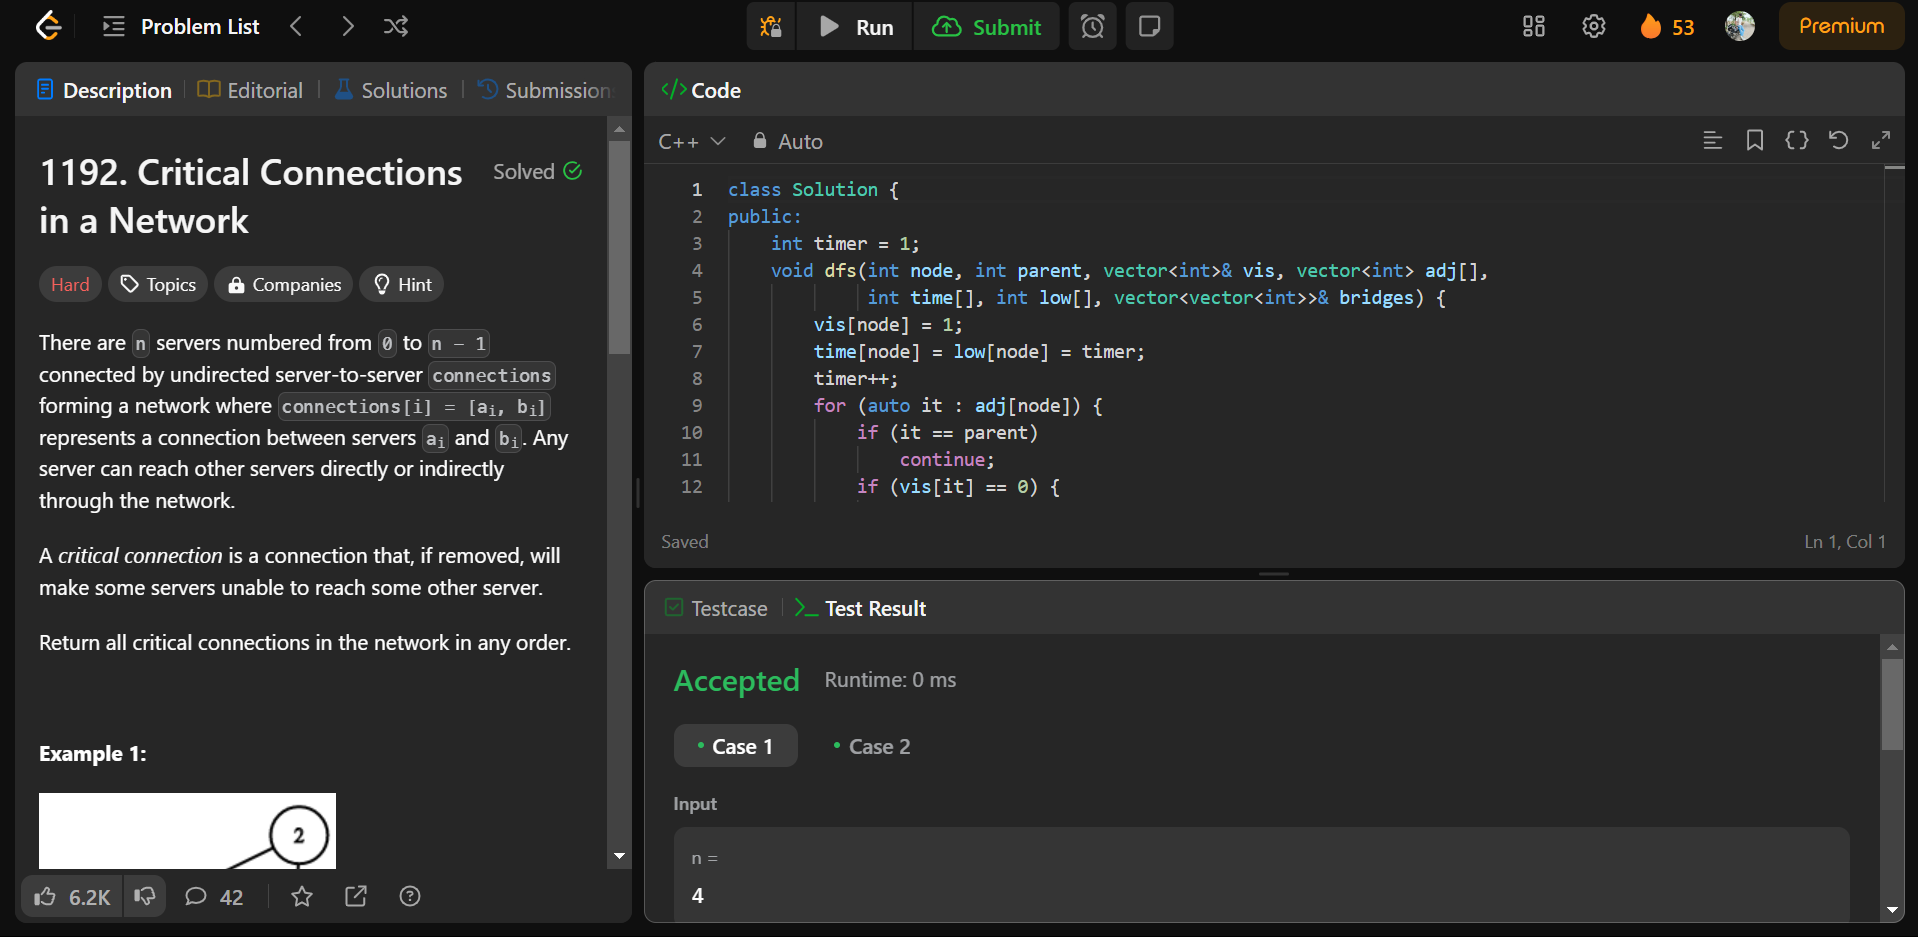 Problem List
Run
Submit
53
Premium
Description
Editorial
Solutions
Submission
1192. Critical Connections
in a Network
Solved
Hard
Topics
Companies
Hint
There are n servers numbered from 0 to n - 1
connected by undirected server-to-server connections
forming a network where connections[i] = [ai, bi]
represents a connection between servers ai and bi. Any
server can reach other servers directly or indirectly
through the network.
A critical connection is a connection that, if removed, will
make some servers unable to reach some other server.
Return all critical connections in the network in any order.
Example 1:
2
6.2K
42
</> Code
C++
Auto
1 class Solution {
2 public:
3     int timer = 1;
4     void dfs(int node, int parent, vector<int>& vis, vector<int> adj[],
5              int time[], int low[], vector<vector<int>>& bridges) {
6         vis[node] = 1;
7         time[node] = low[node] = timer;
8         timer++;
9         for (auto it : adj[node]) {
10             if (it == parent)
11                 continue;
12             if (vis[it] == 0) {
Saved
Ln 1, Col 1
Testcase
Test Result
Accepted
Runtime: 0 ms
Case 1
Case 2
Input
n =
4